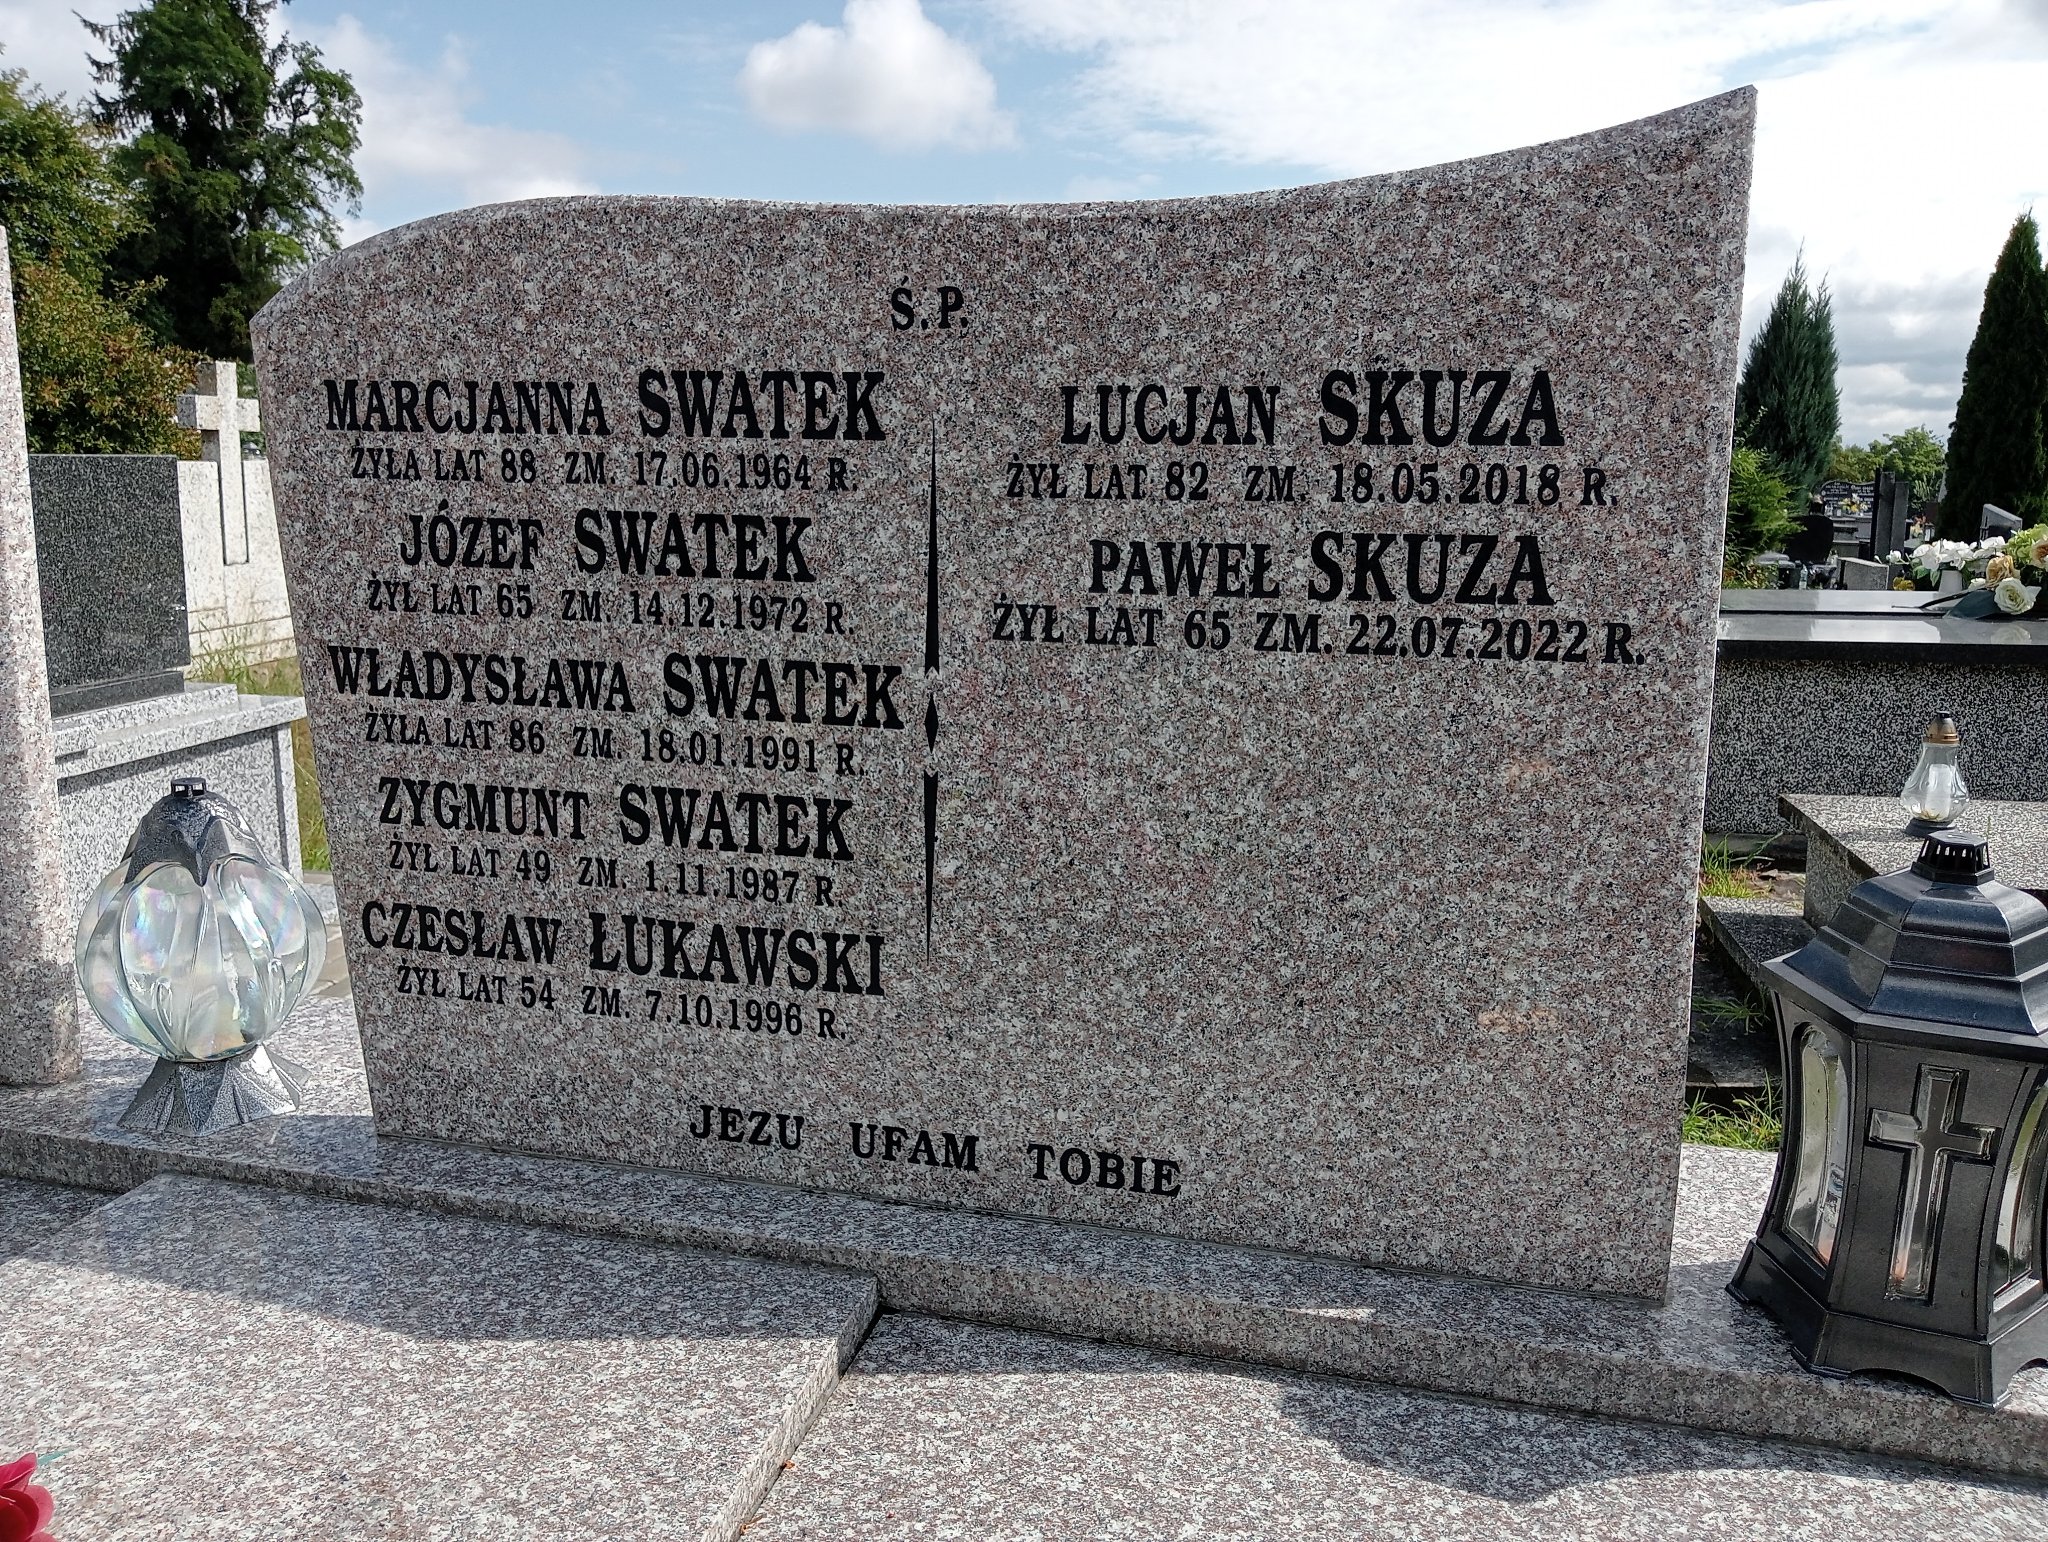 Ś.P.
MARCJANNA SWATEK
ŻYŁA LAT 88 ZM. 17.06.1964 R.
JÓZEF SWATEK
ŻYŁ LAT 65 ZM. 14.12.1972 R.
WŁADYSŁAWA SWATEK
ŻYŁA LAT 86 ZM. 18.01.1991 R.
ZYGMUNT SWATEK
ŻYŁ LAT 49 ZM. 1.11.1987 R.
CZESŁAW ŁUKAWSKI
ŻYŁ LAT 54 ZM. 7.10.1996 R.
LUCJAN SKUZA
ŻYŁ LAT 82 ZM. 18.05.2018 R.
PAWEŁ SKUZA
ŻYŁ LAT 65 ZM. 22.07.2022 R.
JEZU UFAM TOBIE